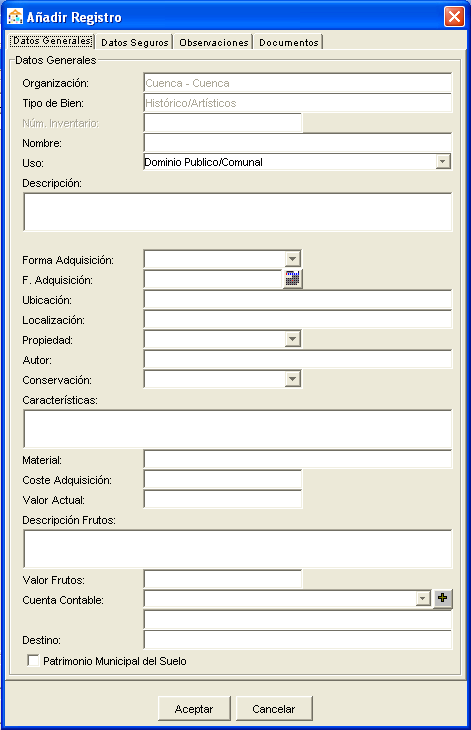 Añadir Registro
Datos Generales Datos Seguros Observaciones Documentos
Datos Generales
Organización: Cuenca - Cuenca
Tipo de Bien: Histórico/Artísticos
Núm. Inventario:
Nombre:
Uso: Dominio Publico/Comunal
Descripción:
Forma Adquisición:
F. Adquisición:
Ubicación:
Localización:
Propiedad:
Autor:
Conservación:
Características:
Material:
Coste Adquisición:
Valor Actual:
Descripción Frutos:
Valor Frutos:
Cuenta Contable:
Destino:
Patrimonio Municipal del Suelo
Aceptar Cancelar